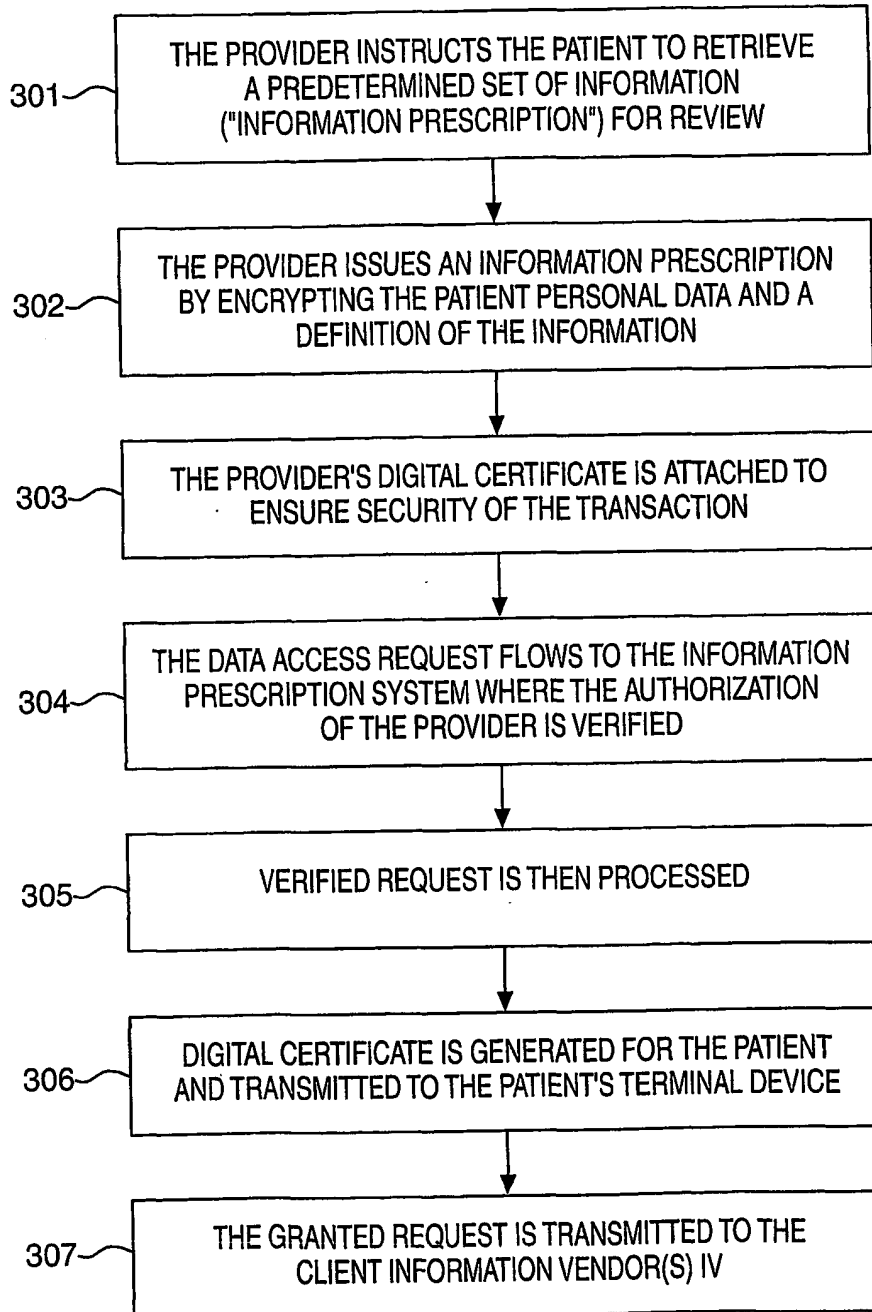 301
THE PROVIDER INSTRUCTS THE PATIENT TO RETRIEVE
A PREDETERMINED SET OF INFORMATION
("INFORMATION PRESCRIPTION") FOR REVIEW
302
THE PROVIDER ISSUES AN INFORMATION PRESCRIPTION
BY ENCRYPTING THE PATIENT PERSONAL DATA AND A
DEFINITION OF THE INFORMATION
303
THE PROVIDER'S DIGITAL CERTIFICATE IS ATTACHED TO
ENSURE SECURITY OF THE TRANSACTION
304
THE DATA ACCESS REQUEST FLOWS TO THE INFORMATION
PRESCRIPTION SYSTEM WHERE THE AUTHORIZATION
OF THE PROVIDER IS VERIFIED
305
VERIFIED REQUEST IS THEN PROCESSED
306
DIGITAL CERTIFICATE IS GENERATED FOR THE PATIENT
AND TRANSMITTED TO THE PATIENT'S TERMINAL DEVICE
307
THE GRANTED REQUEST IS TRANSMITTED TO THE
CLIENT INFORMATION VENDOR(S) IV